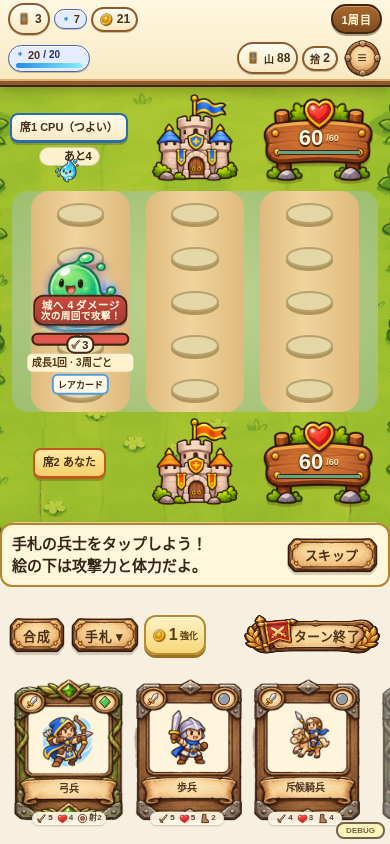 3
7
21
1周目
20 / 20
山 88
捨 2
席1 CPU（つよい）
あと4
60 /60
城へ 4 ダメージ
次の周回で攻撃！
3
成長1回・3周ごと
レアカード
席2 あなた
60 /60
手札の兵士をタップしよう！
絵の下は攻撃力と体力だよ。
スキップ
合成
手札 ▾
1 強化
ターン終了
弓兵
歩兵
斥候騎兵
5 4 射2
5 5 2
4 3 4
DEBUG